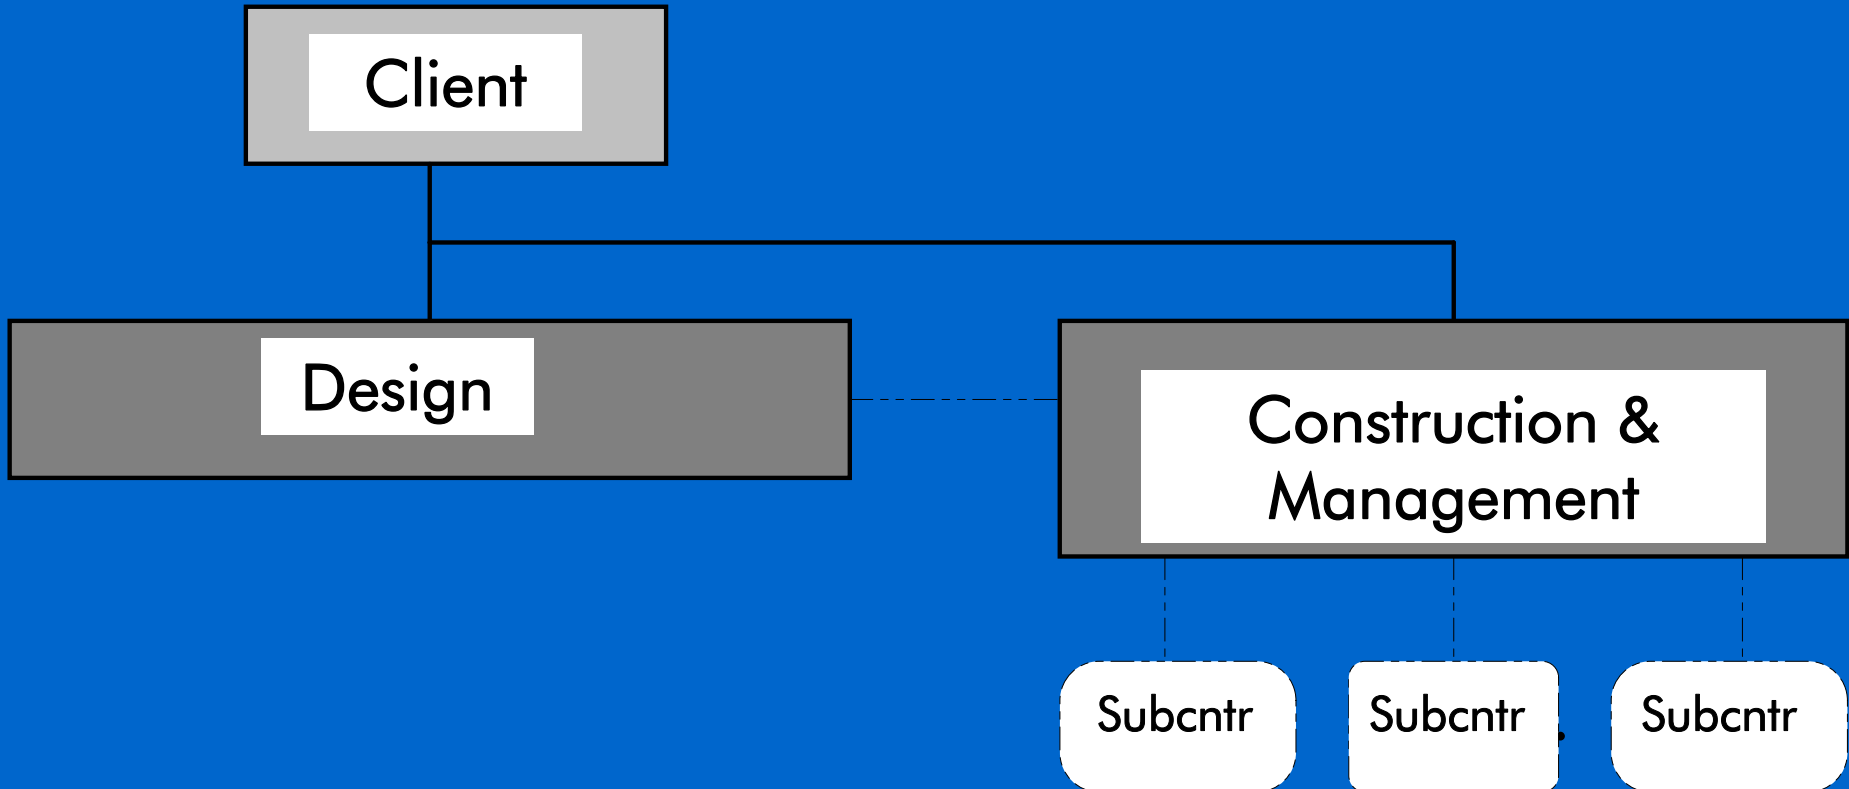 Client
Design
Construction &
Management
Subcntr
Subcntr
Subcntr